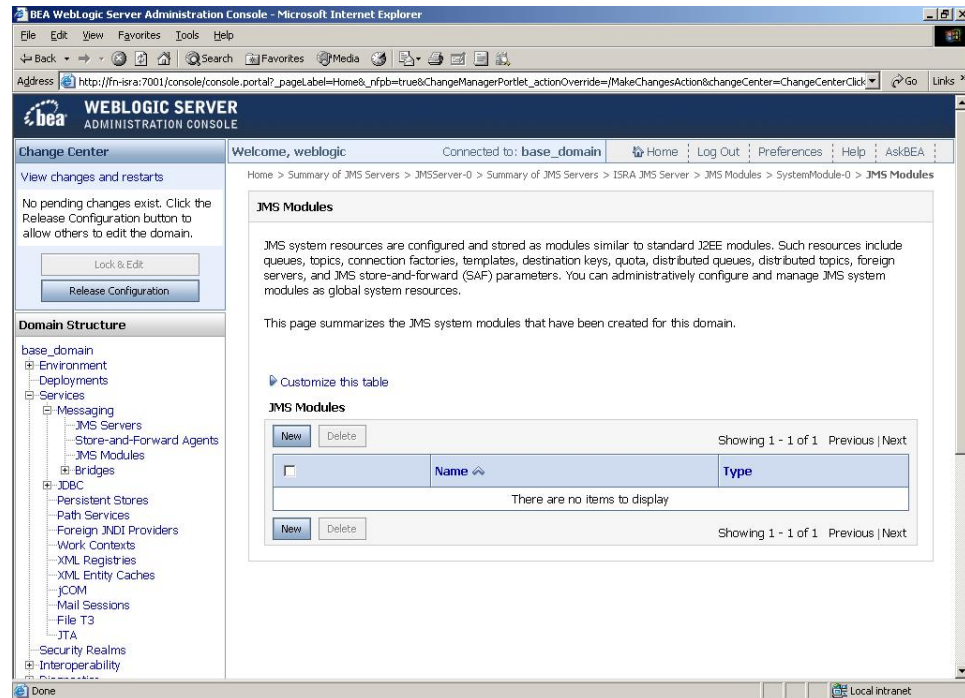 BEA WebLogic Server Administration Console - Microsoft Internet Explorer
File Edit View Favorites Tools Help
Back Search Favorites Media
Address http://fn-isra:7001/console/console.portal?_pageLabel=Home&_nfpb=true&ChangeManagerPortlet_actionOverride=/MakeChangesAction&changeCenter=ChangeCenterClick Go Links »
bea WEBLOGIC SERVER
ADMINISTRATION CONSOLE
Change Center
View changes and restarts
No pending changes exist. Click the
Release Configuration button to
allow others to edit the domain.
Lock & Edit
Release Configuration
Domain Structure
base_domain
Environment
Deployments
Services
Messaging
JMS Servers
Store-and-Forward Agents
JMS Modules
Bridges
JDBC
Persistent Stores
Path Services
Foreign JNDI Providers
Work Contexts
XML Registries
XML Entity Caches
jCOM
Mail Sessions
File T3
JTA
Security Realms
Interoperability
Welcome, weblogic Connected to: base_domain Home Log Out Preferences Help AskBEA
Home > Summary of JMS Servers > JMSServer-0 > Summary of JMS Servers > ISRA JMS Server > JMS Modules > SystemModule-0 > JMS Modules
JMS Modules
JMS system resources are configured and stored as modules similar to standard J2EE modules. Such resources include
queues, topics, connection factories, templates, destination keys, quota, distributed queues, distributed topics, foreign
servers, and JMS store-and-forward (SAF) parameters. You can administratively configure and manage JMS system
modules as global system resources.
This page summarizes the JMS system modules that have been created for this domain.
Customize this table
JMS Modules
New Delete Showing 1 - 1 of 1 Previous | Next
Name Type
There are no items to display
New Delete Showing 1 - 1 of 1 Previous | Next
Done Local intranet